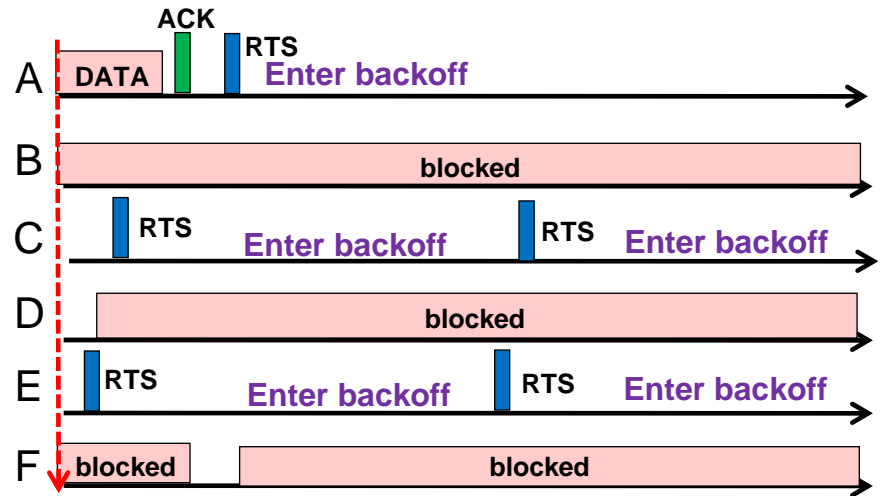 ACK
A DATA RTS Enter backoff
B blocked
C RTS Enter backoff RTS Enter backoff
D blocked
E RTS Enter backoff RTS Enter backoff
F blocked blocked